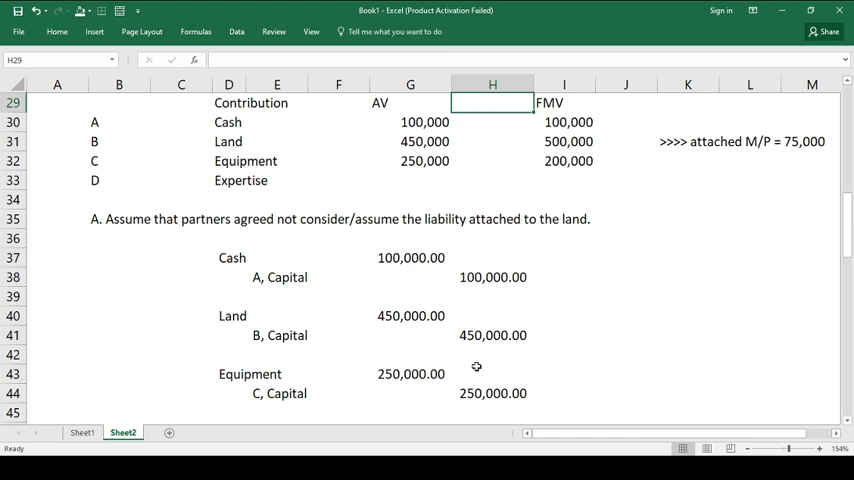 Book1 - Excel (Product Activation Failed)
Sign in
File Home Insert Page Layout Formulas Data Review View Tell me what you want to do Share
H29 fx
A B C D E F G H I J K L M
29 Contribution AV FMV
30 A Cash 100,000 100,000
31 B Land 450,000 500,000 >>>> attached M/P = 75,000
32 C Equipment 250,000 200,000
33 D Expertise
34
35 A. Assume that partners agreed not consider/assume the liability attached to the land.
36
37 Cash 100,000.00
38 A, Capital 100,000.00
39
40 Land 450,000.00
41 B, Capital 450,000.00
42
43 Equipment 250,000.00
44 C, Capital 250,000.00
45
Sheet1 Sheet2
Ready 154%